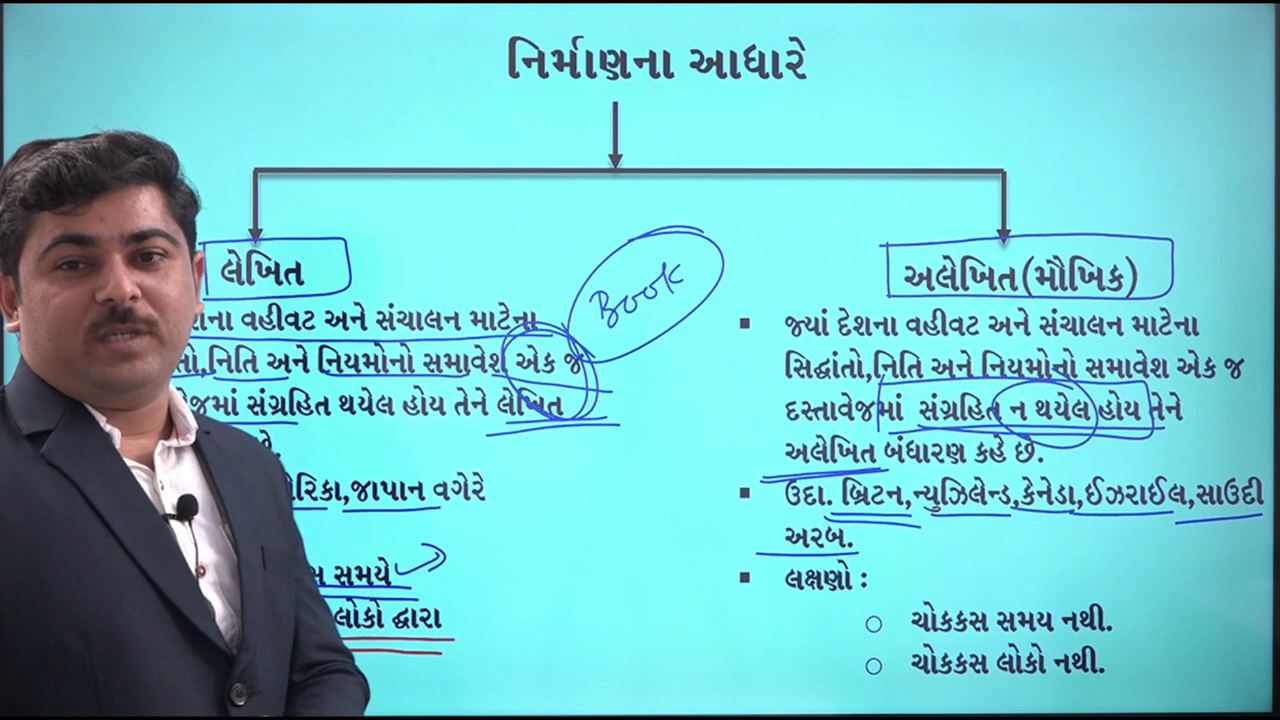 નિર્માણના આધારે
લેખિત
વહીવટ અને સંચાલન માટેના
નિતિ અને નિયમોનો સમાવેશ એક જ
સંગ્રહિત થયેલ હોય તેને લેખિત
જાપાન વગેરે
સમયે
લોકો દ્વારા
Book
અલેખિત(મૌખિક)
▪ જ્યાં દેશના વહીવટ અને સંચાલન માટેના
સિદ્ધાંતો,નિતિ અને નિયમોનો સમાવેશ એક જ
દસ્તાવેજમાં સંગ્રહિત ન થયેલ હોય તેને
અલેખિત બંધારણ કહે છે.
▪ ઉદા. બ્રિટન,ન્યુઝિલેન્ડ,કેનેડા,ઈઝરાઈલ,સાઉદી
અરબ.
▪ લક્ષણો :
○ ચોકકસ સમય નથી.
○ ચોકકસ લોકો નથી.